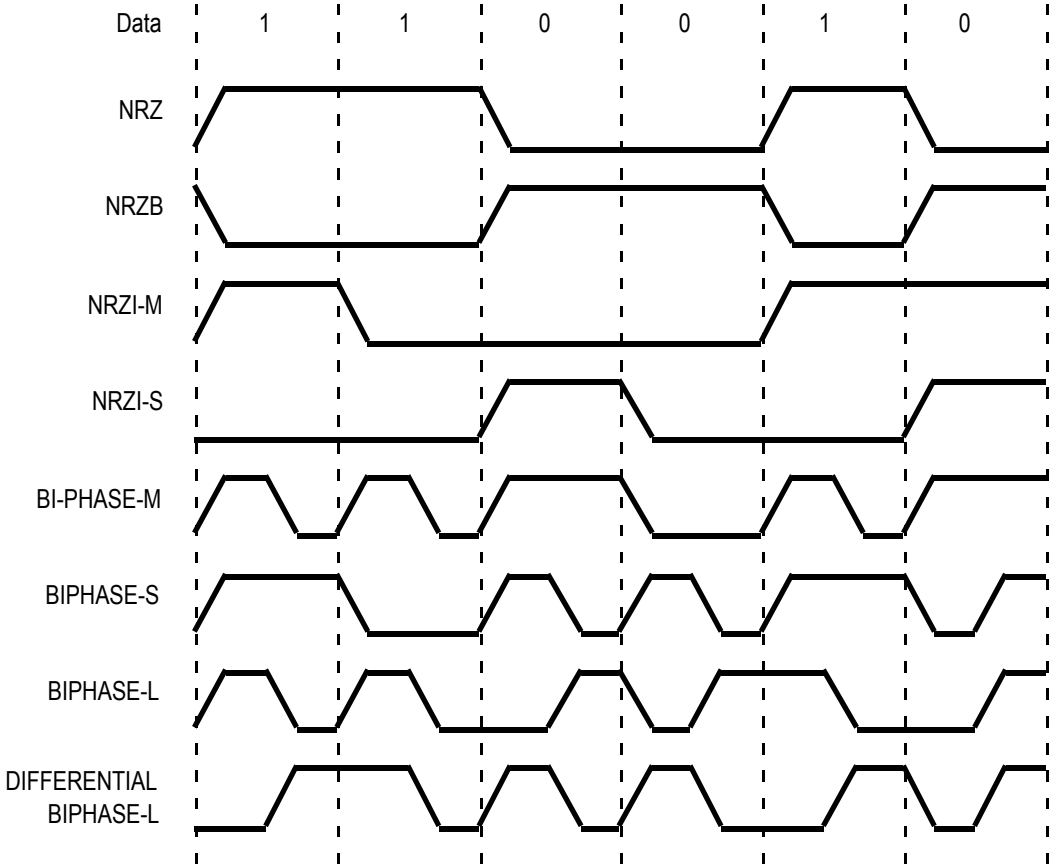 Data 1 1 0 0 1 0
NRZ
NRZB
NRZI-M
NRZI-S
BI-PHASE-M
BIPHASE-S
BIPHASE-L
DIFFERENTIAL
BIPHASE-L